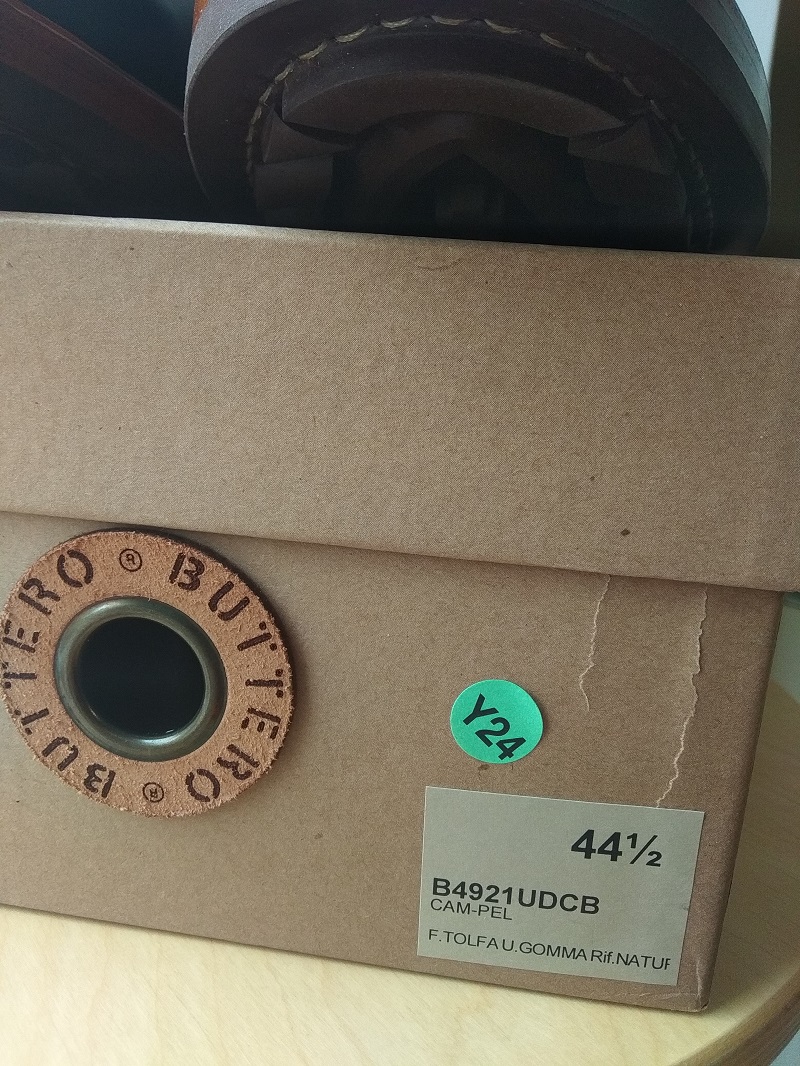 BUTTERO ® BUTTERO ®
Y24
44½
B4921UDCB
CAM-PEL
F.TOLFA U.GOMMA Rif.NATUR